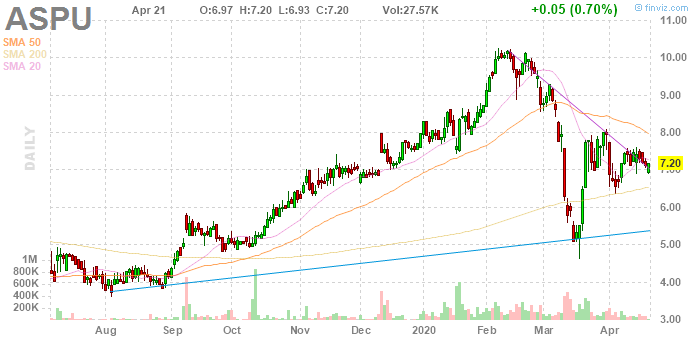 ASPU
Apr 21 O:6.97 H:7.20 L:6.93 C:7.20 Vol:27.57K +0.05 (0.70%)
© finviz.com
SMA 50
SMA 200
SMA 20
DAILY
11.00
10.00
9.00
8.00
7.20
7.00
6.00
5.00
4.00
3.00
1M
800K
600K
400K
200K
Aug Sep Oct Nov Dec 2020 Feb Mar Apr